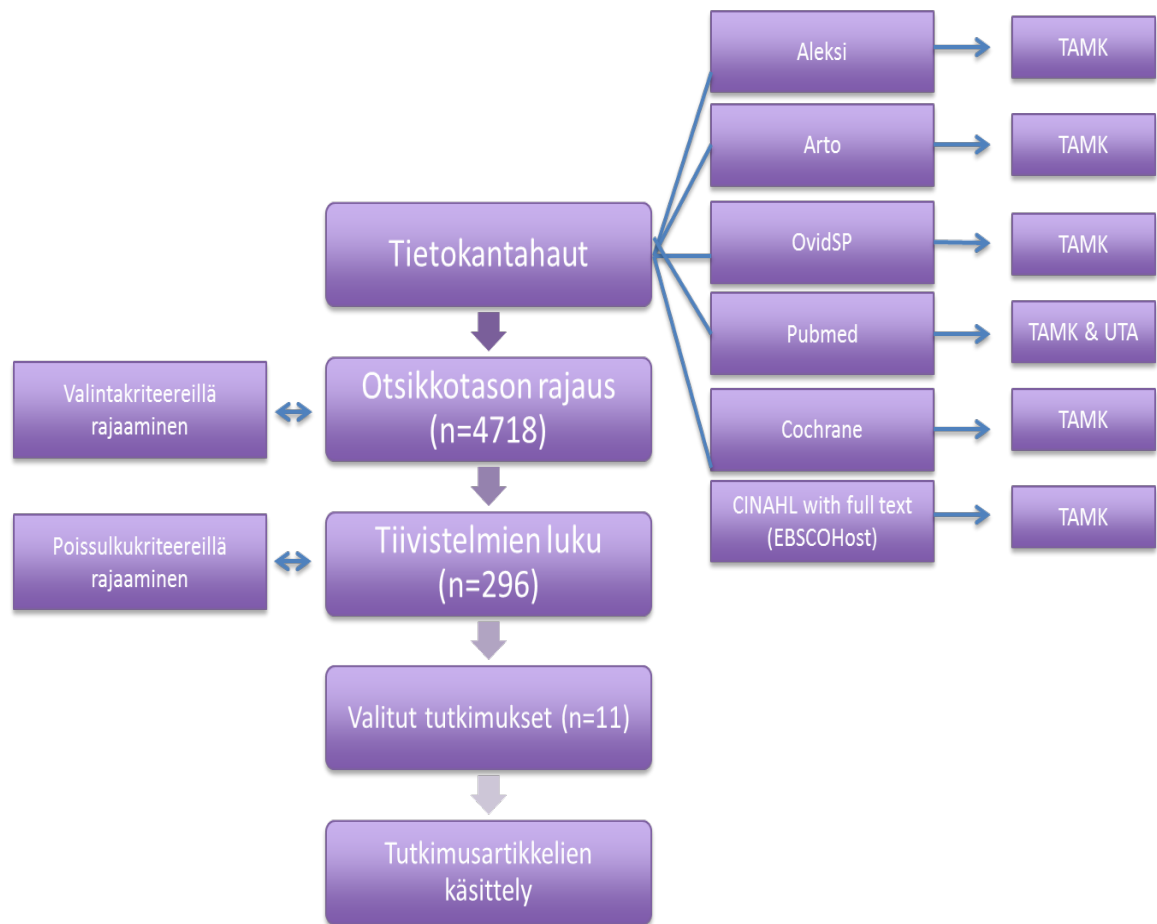 Tietokantahaut
Otsikkotason rajaus
(n=4718)
Valintakriteereillä
rajaaminen
Tiivistelmien luku
(n=296)
Poissulkukriteereillä
rajaaminen
Valitut tutkimukset (n=11)
Tutkimusartikkelien
käsittely
Aleksi
TAMK
Arto
TAMK
OvidSP
TAMK
Pubmed
TAMK & UTA
Cochrane
TAMK
CINAHL with full text
(EBSCOHost)
TAMK